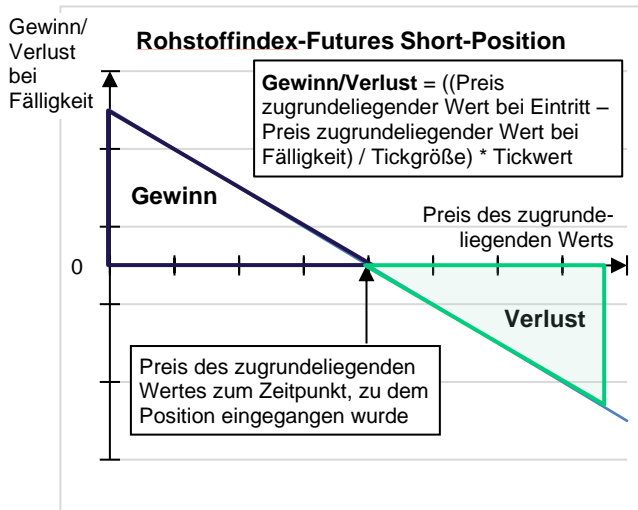 Gewinn/
Verlust
bei
Fälligkeit
Rohstoffindex-Futures Short-Position
Gewinn/Verlust = ((Preis
zugrundeliegender Wert bei Eintritt –
Preis zugrundeliegender Wert bei
Fälligkeit) / Tickgröße) * Tickwert
Gewinn
Preis des zugrunde-
liegenden Werts
0
Verlust
Preis des zugrundeliegenden
Wertes zum Zeitpunkt, zu dem
Position eingegangen wurde